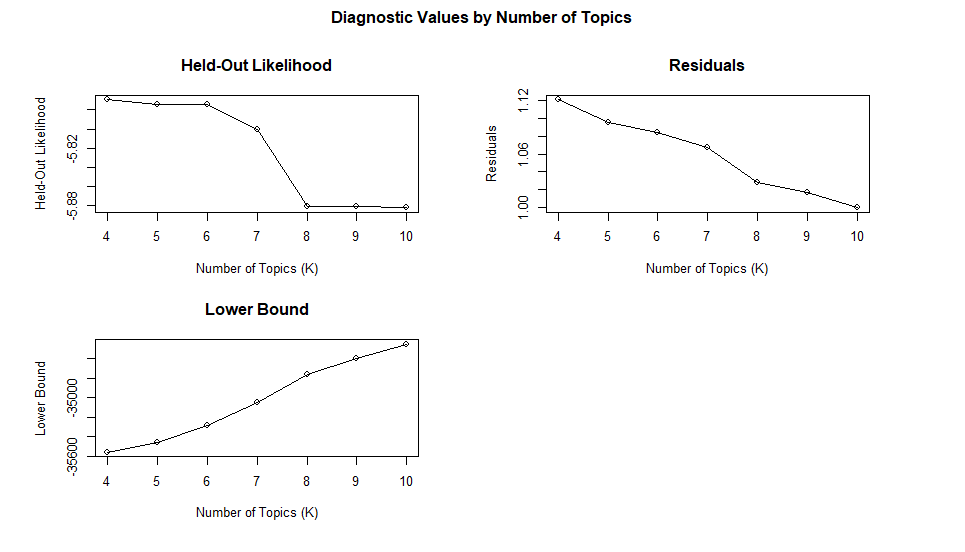 Diagnostic Values by Number of Topics
Held-Out Likelihood
Held-Out Likelihood
-5.82
-5.88
4 5 6 7 8 9 10
Number of Topics (K)
Residuals
Residuals
1.12
1.06
1.00
4 5 6 7 8 9 10
Number of Topics (K)
Lower Bound
Lower Bound
-35000
-35600
4 5 6 7 8 9 10
Number of Topics (K)